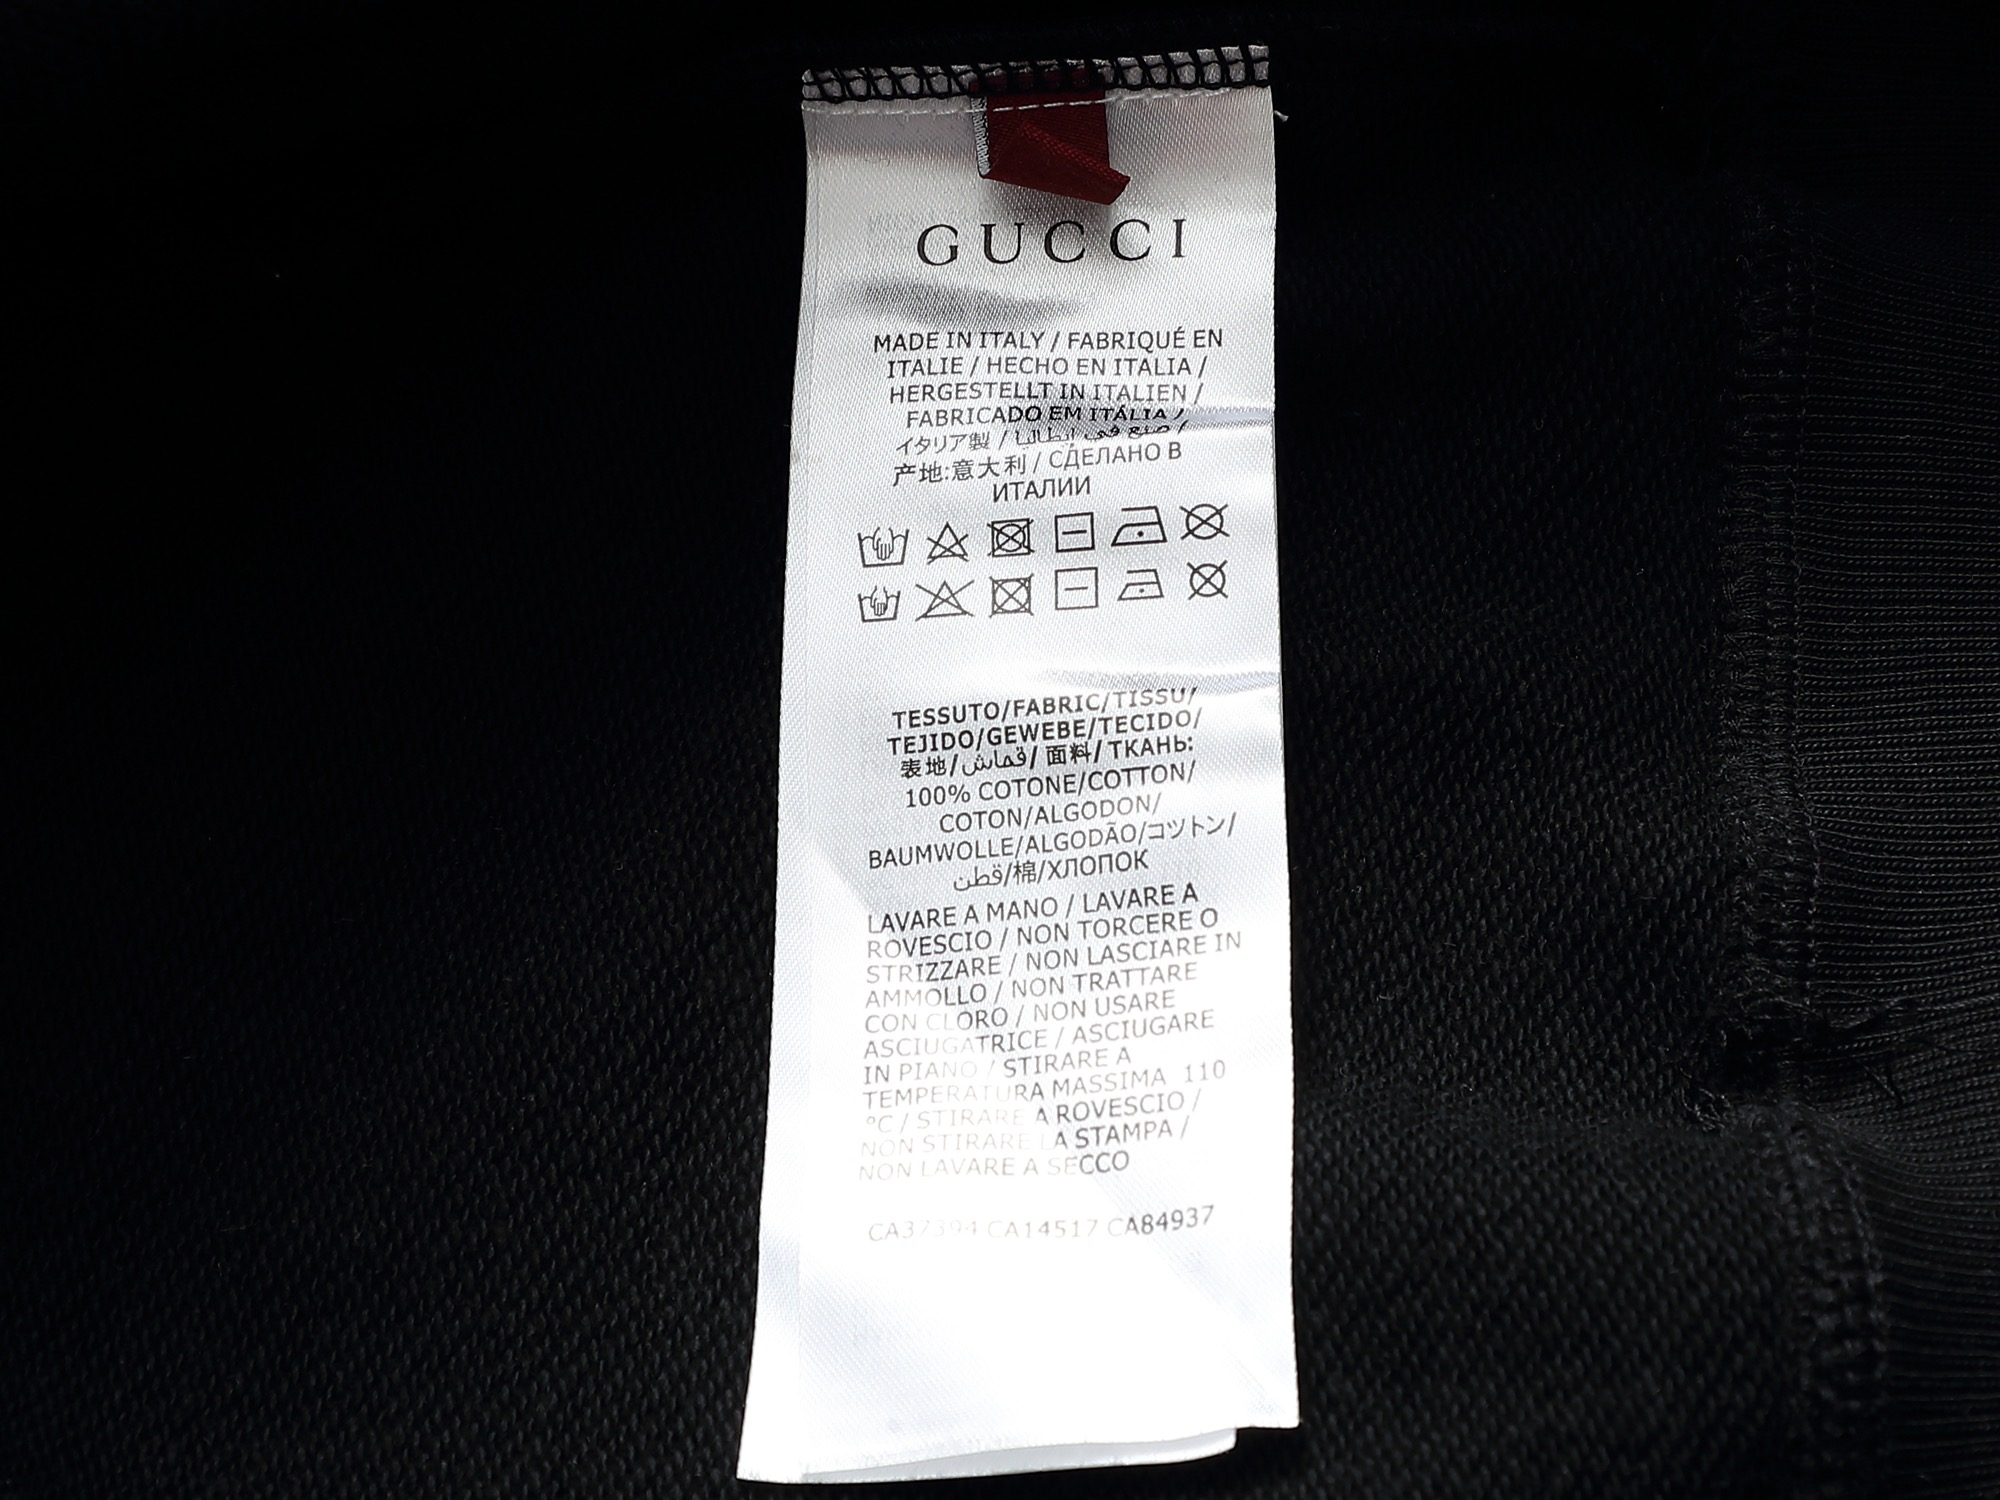 GUCCI
MADE IN ITALY / FABRIQUÉ EN
ITALIE / HECHO EN ITALIA /
HERGESTELLT IN ITALIEN /
FABRICADO EM ITÁLIA /
イタリア製 / صنع في إيطاليا /
产地:意大利 / СДЕЛАНО В
ИТАЛИИ
TESSUTO/FABRIC/TISSU/
TEJIDO/GEWEBE/TECIDO/
表地/قماش/ 面料/ТКАНЬ:
100% COTONE/COTTON/
COTON/ALGODON/
BAUMWOLLE/ALGODÃO/コツトン/
قطن/棉/ХЛОПОК
LAVARE A MANO / LAVARE A
ROVESCIO / NON TORCERE O
STRIZZARE / NON LASCIARE IN
AMMOLLO / NON TRATTARE
CON CLORO / NON USARE
ASCIUGATRICE / ASCIUGARE
IN PIANO / STIRARE A
TEMPERATURA MASSIMA 110
°C / STIRARE A ROVESCIO /
NON STIRARE LA STAMPA /
NON LAVARE A SECCO
CA37394 CA14517 CA84937